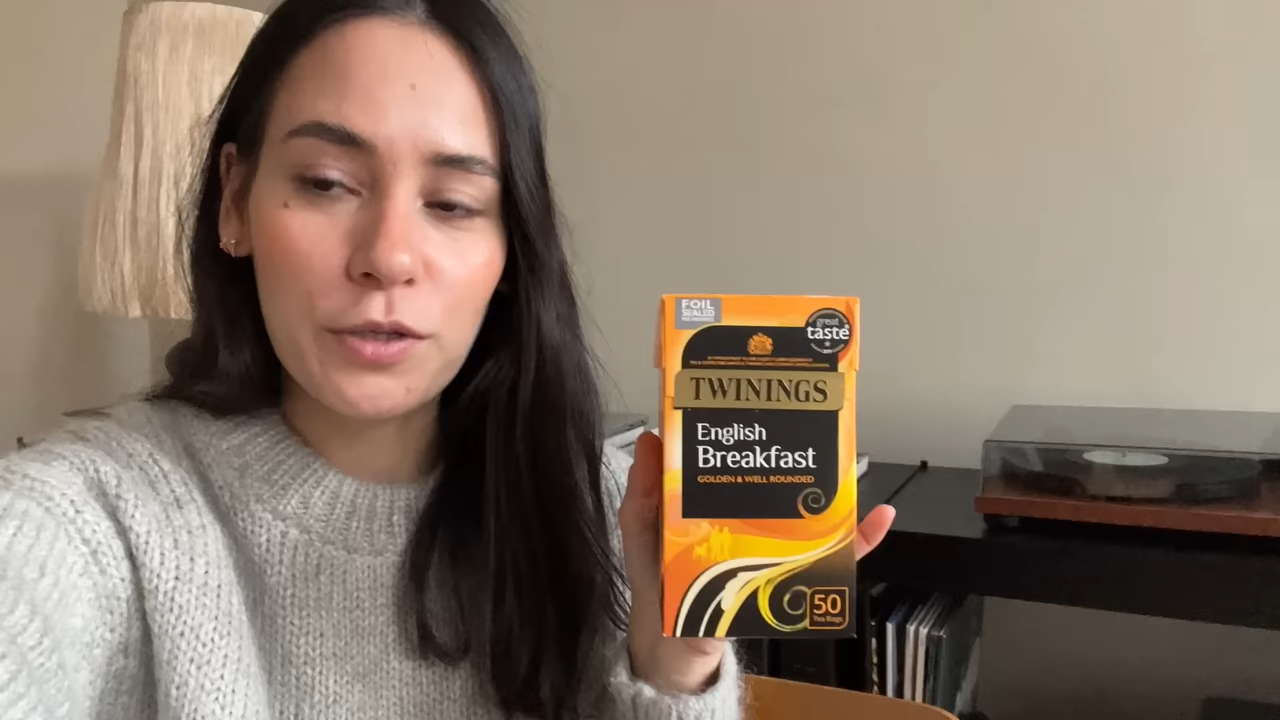 FOIL
SEALED
great
taste
TWININGS
English
Breakfast
GOLDEN & WELL ROUNDED
50
Tea Bags